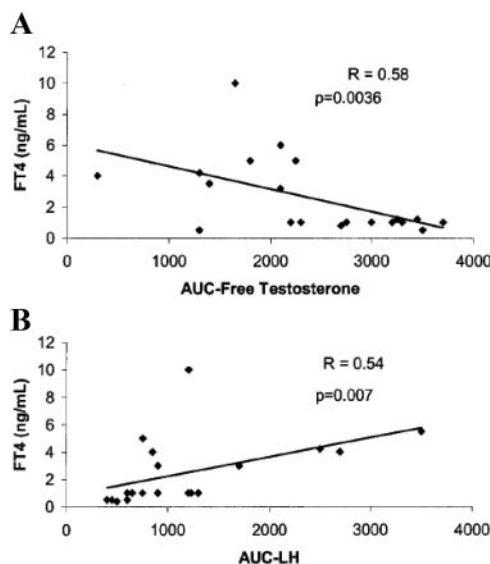 A
12
10
8
6
4
2
0
FT4 (ng/mL)
R = 0.58
p=0.0036
0 1000 2000 3000 4000
AUC-Free Testosterone
B
12
10
8
6
4
2
0
FT4 (ng/mL)
R = 0.54
p=0.007
0 1000 2000 3000 4000
AUC-LH